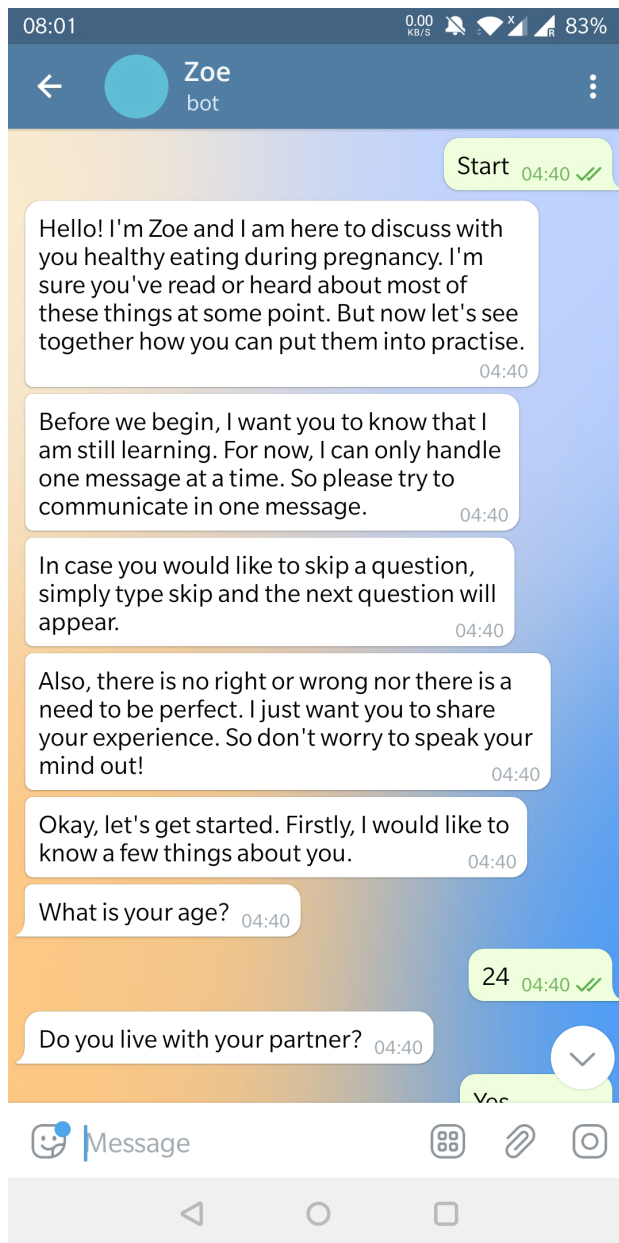 08:01
0.00
KB/S
X
R
83%
Zoe
bot
Start 04:40
Hello! I'm Zoe and I am here to discuss with
you healthy eating during pregnancy. I'm
sure you've read or heard about most of
these things at some point. But now let's see
together how you can put them into practise.
04:40
Before we begin, I want you to know that I
am still learning. For now, I can only handle
one message at a time. So please try to
communicate in one message. 04:40
In case you would like to skip a question,
simply type skip and the next question will
appear. 04:40
Also, there is no right or wrong nor there is a
need to be perfect. I just want you to share
your experience. So don't worry to speak your
mind out! 04:40
Okay, let's get started. Firstly, I would like to
know a few things about you. 04:40
What is your age? 04:40
24 04:40
Do you live with your partner? 04:40
Yes
Message